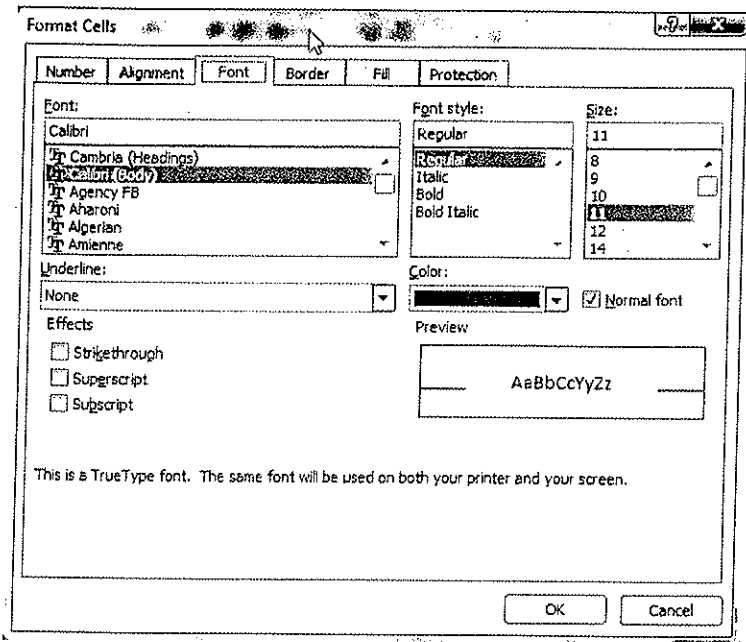 Format Cells
Number Alignment Font Border Fill Protection
Font: Font style: Size:
Calibri Regular 11
Cambria (Headings) Regular 8
Calibri (Body) Italic 9
Agency FB Bold 10
Aharoni Bold Italic 11
Algerian 12
Amienne 14
Underline: Color:
None Normal font
Effects Preview
Strikethrough
Superscript AaBbCcYyZz
Subscript
This is a TrueType font. The same font will be used on both your printer and your screen.
OK Cancel